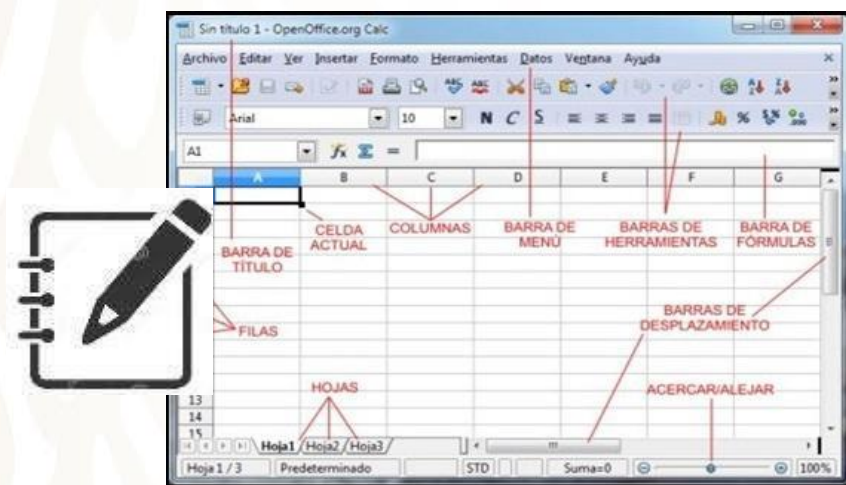 Sin título 1 - OpenOffice.org Calc
Archivo Editar Ver Insertar Formato Herramientas Datos Ventana Ayuda
Arial 10 N C S
A1
A B C D E F G
CELDA ACTUAL
COLUMNAS
BARRA DE MENÚ
BARRAS DE HERRAMIENTAS
BARRA DE FÓRMULAS
BARRA DE TÍTULO
BARRAS DE DESPLAZAMIENTO
FILAS
HOJAS
ACERCAR/ALEJAR
13
14
15
Hoja1 Hoja2 Hoja3
Hoja 1 / 3 Predeterminado STD Suma=0 100%